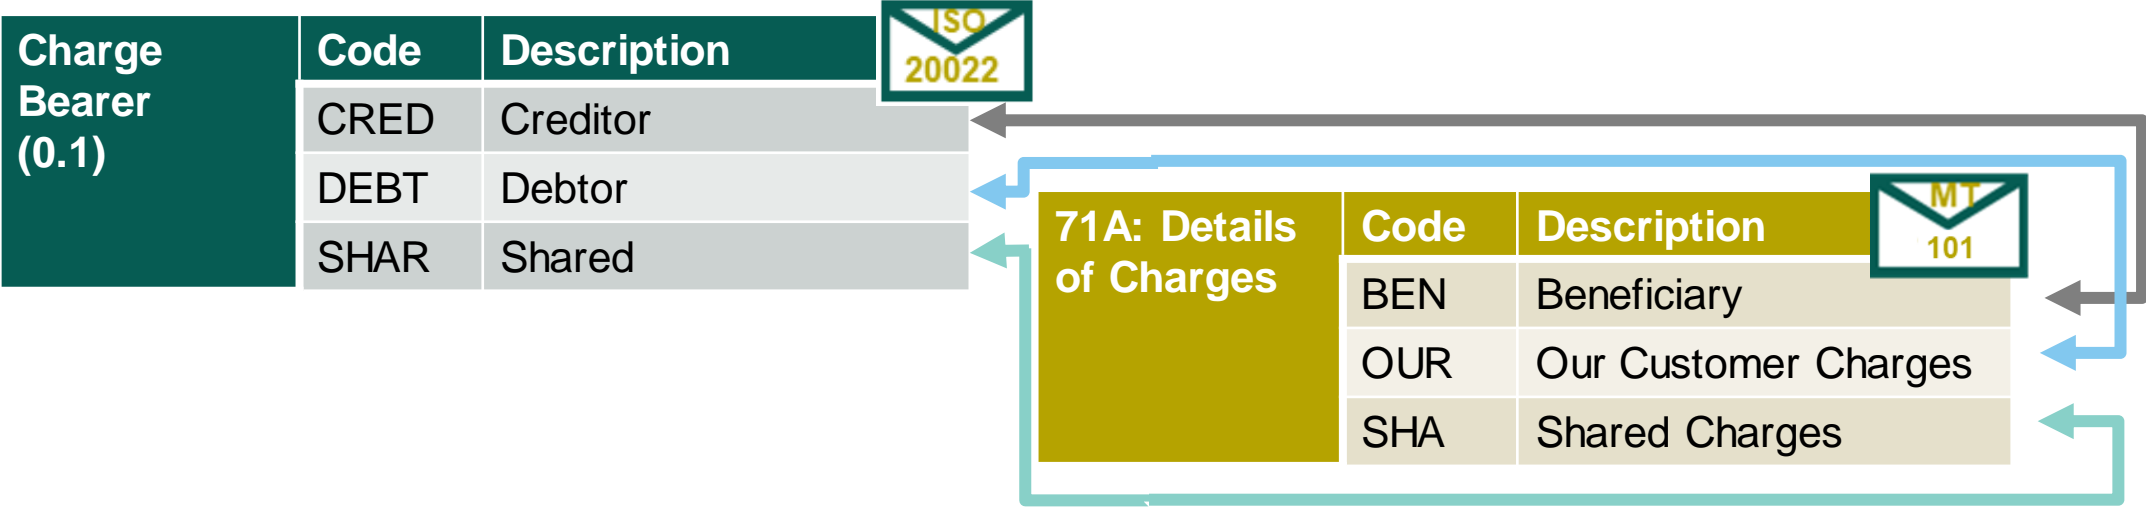 Charge
Bearer
(0.1)
Code Description
ISO
20022
CRED Creditor
DEBT Debtor
SHAR Shared
71A: Details
of Charges
Code Description
MT
101
BEN Beneficiary
OUR Our Customer Charges
SHA Shared Charges